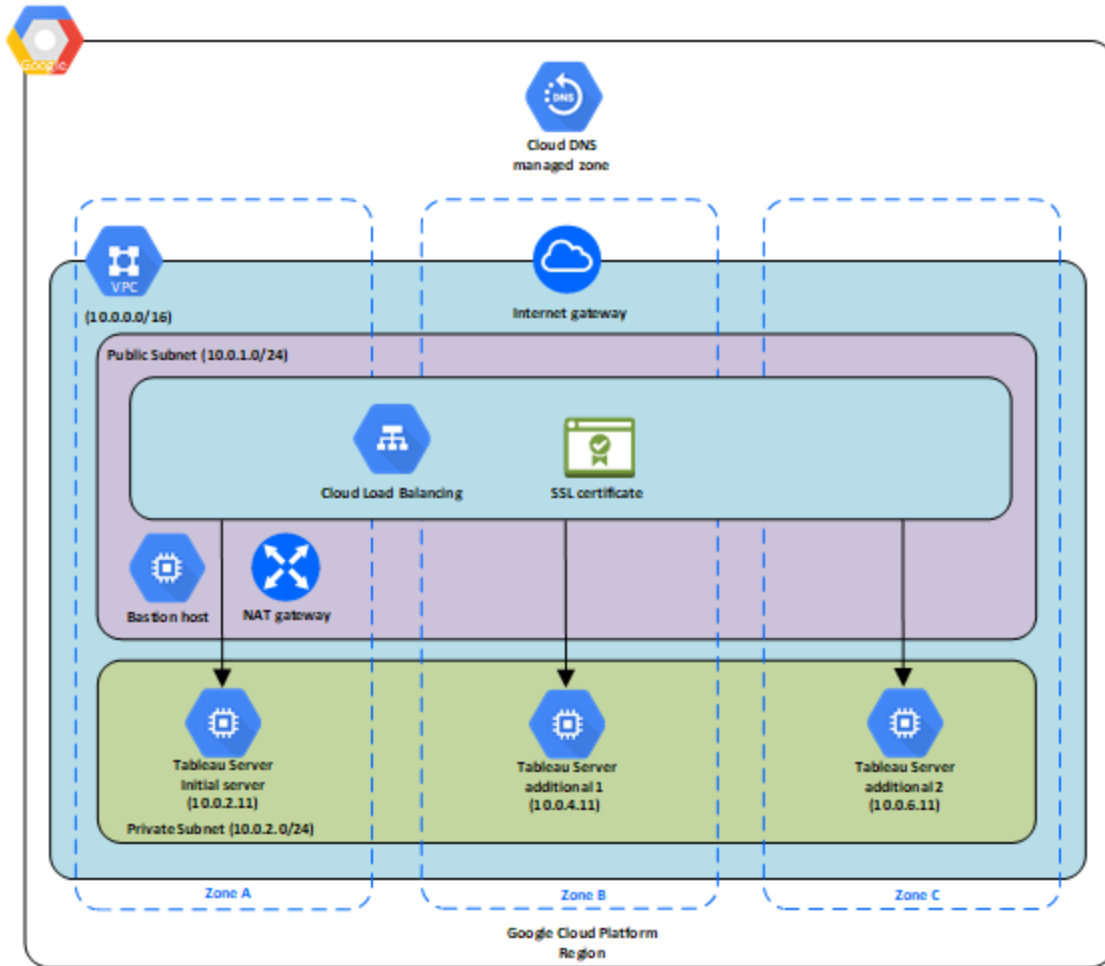 Google
DNS
Cloud DNS
managed zone
VPC
(10.0.0.0/16)
Internet gateway
Public Subnet (10.0.1.0/24)
Cloud Load Balancing
SSL certificate
Bastion host
NAT gateway
Tableau Server
Initial server
(10.0.2.11)
Tableau Server
additional 1
(10.0.4.11)
Tableau Server
additional 2
(10.0.6.11)
Private Subnet (10.0.2.0/24)
Zone A
Zone B
Zone C
Google Cloud Platform
Region